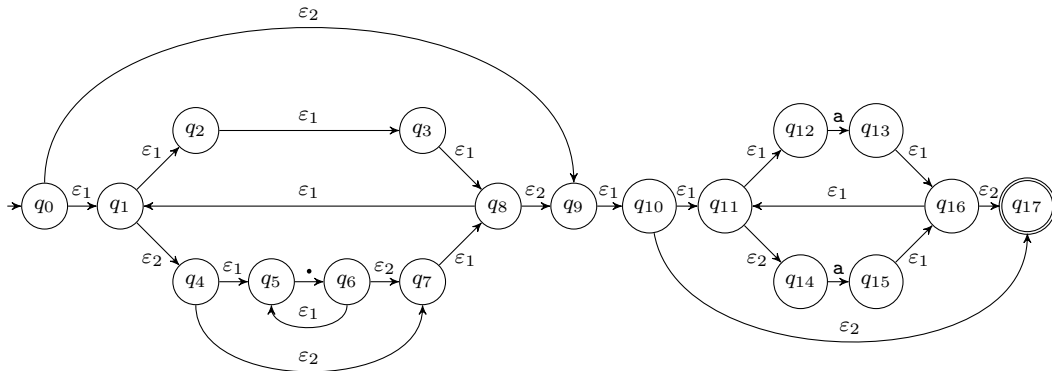 ε₂
q₂ ε₁ q₃ q₁₂ a q₁₃
ε₁ ε₁ ε₁ ε₁
q₀ ε₁ q₁ ε₁ q₈ ε₂ q₉ ε₁ q₁₀ ε₁ q₁₁ ε₁ q₁₆ ε₂ q₁₇
ε₂ ε₁ ε₂ ε₁
q₄ ε₁ q₅ . q₆ ε₂ q₇ q₁₄ a q₁₅
ε₁
ε₂ ε₂